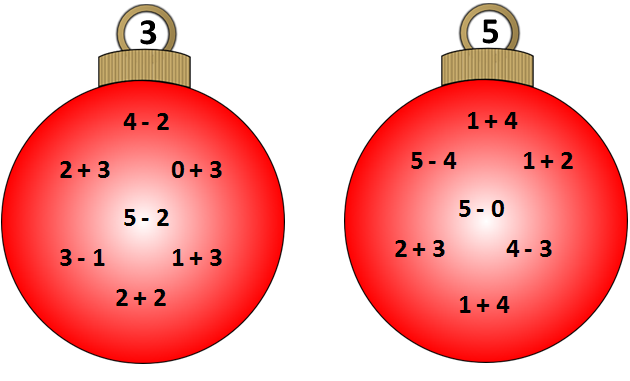 3
4 - 2
2 + 3 0 + 3
5 - 2
3 - 1 1 + 3
2 + 2
5
1 + 4
5 - 4 1 + 2
5 - 0
2 + 3 4 - 3
1 + 4